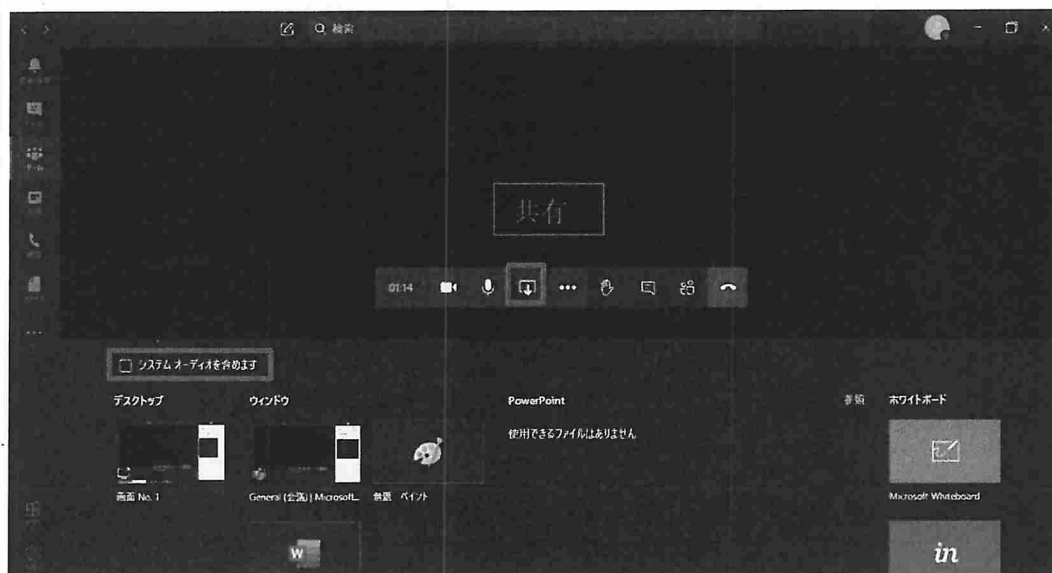 検索
チーム
共有
01:14
システム オーディオを含めます
デスクトップ
ウィンドウ
PowerPoint
参照
ホワイトボード
使用できるファイルはありません
画面 No. 1
General (会議) | Microsoft...
無題 ペイント
Microsoft Whiteboard
W
in